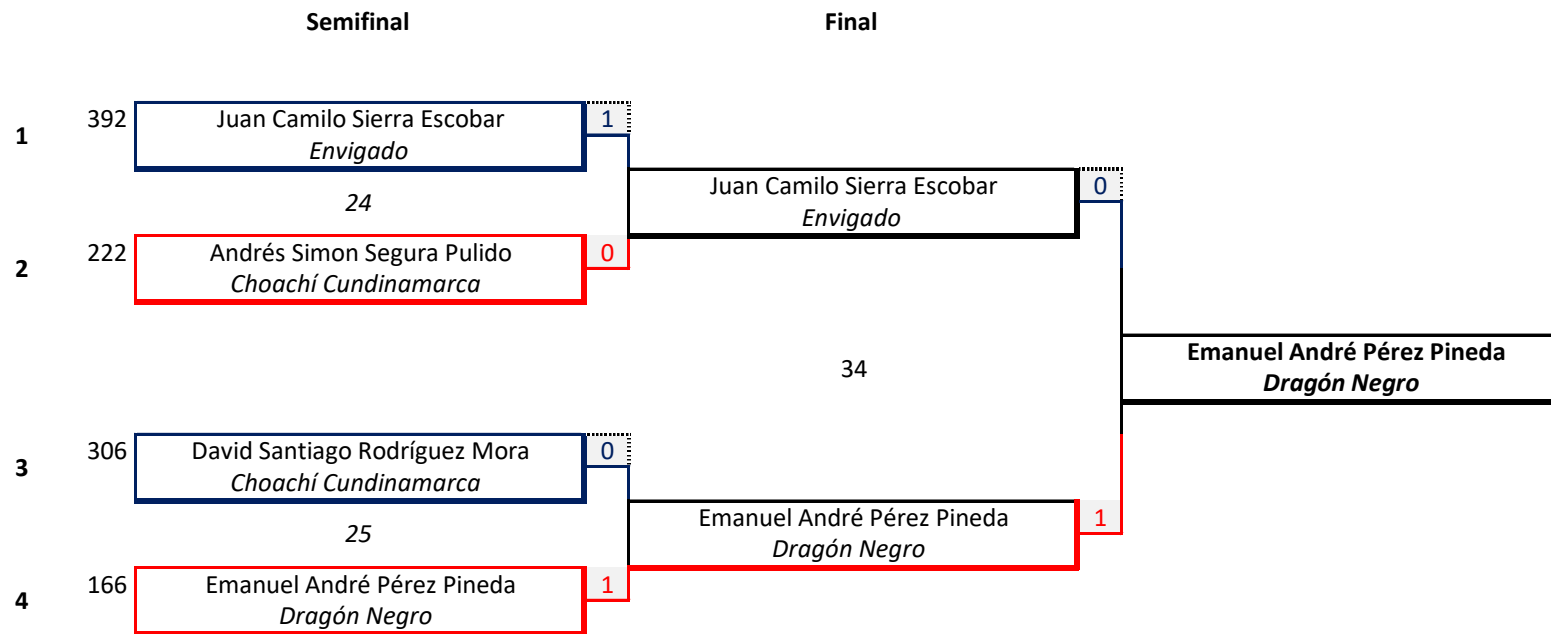 Semifinal Final
392 Juan Camilo Sierra Escobar 1
1
Envigado
Juan Camilo Sierra Escobar 0
24
Envigado
222 Andrés Simon Segura Pulido 0
2
Choachí Cundinamarca
Emanuel André Pérez Pineda
34
Dragón Negro
306 David Santiago Rodríguez Mora 0
3
Choachí Cundinamarca
Emanuel André Pérez Pineda 1
25
Dragón Negro
166 Emanuel André Pérez Pineda 1
4
Dragón Negro